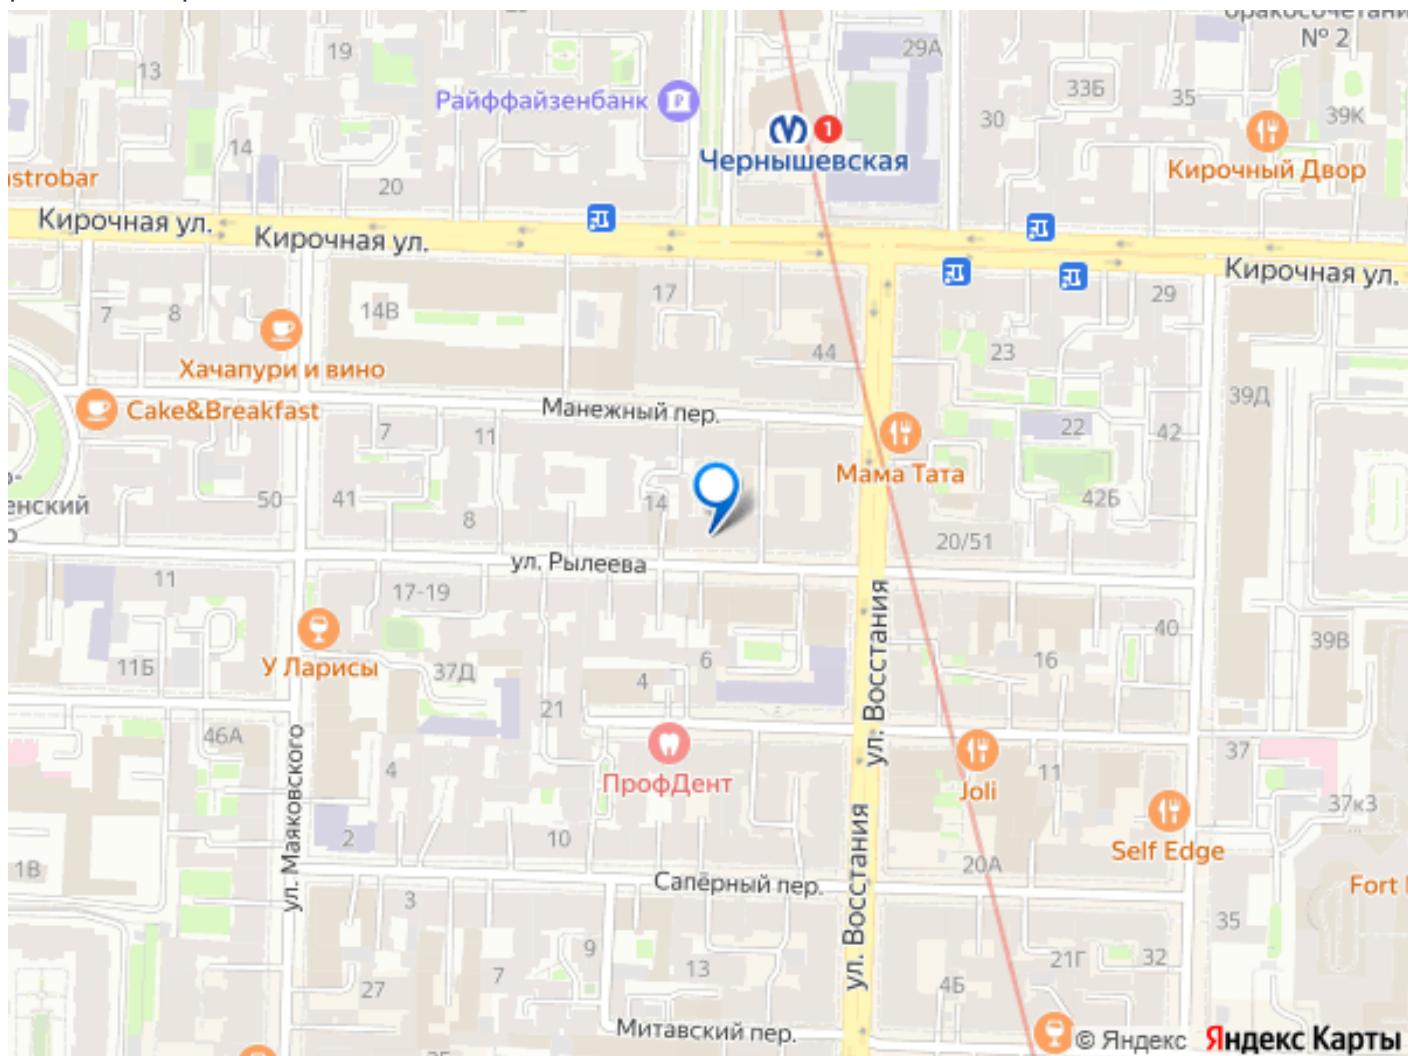 № 2
29А
19
13
33Б
35
Райффайзенбанк
30
39К
1
14
Чернышевская
Кирочный Двор
strobar
20
Кирочная ул.
Кирочная ул.
Кирочная ул.
17
29
14В
7
8
44
23
Хачапури и вино
39Д
Cake&Breakfast
Манежный пер.
7
11
22
42
Мама Тата
50
41
14
42Б
енский
8
20/51
ул. Рылеева
11
17-19
40
39В
У Ларисы
11Б
37Д
6
16
4
21
ул. Восстания
46А
37
4
ПрофДент
11
Joli
37к3
ул. Маяковского
2
10
Self Edge
1В
20А
Сапёрный пер.
Fort
3
ул. Восстания
35
9
7
13
21Г
32
27
4Б
Митавский пер.
© Яндекс
Яндекс Карты